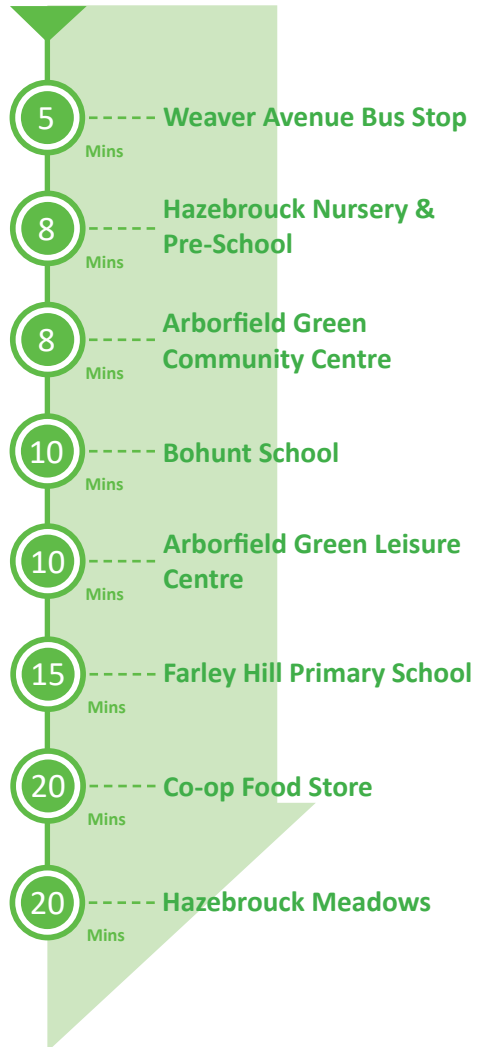 5
Mins
Weaver Avenue Bus Stop
8
Mins
Hazebrouck Nursery &
Pre-School
8
Mins
Arborfield Green
Community Centre
10
Mins
Bohunt School
10
Mins
Arborfield Green Leisure
Centre
15
Mins
Farley Hill Primary School
20
Mins
Co-op Food Store
20
Mins
Hazebrouck Meadows